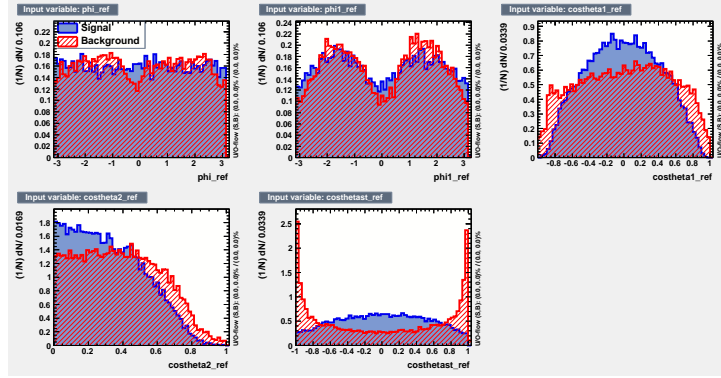 Input variable: phi_ref
(1/N) dN/ 0.106
0.22
0.2
0.18
0.16
0.14
0.12
0.1
0.08
0.06
0.04
0.02
0
Signal
Background
-3 -2 -1 0 1 2 3
phi_ref
U/O-flow (S,B): (0.0, 0.0)% / (0.0, 0.0)%
Input variable: phi1_ref
(1/N) dN/ 0.106
0.24
0.22
0.2
0.18
0.16
0.14
0.12
0.1
0.08
0.06
0.04
0.02
0
-3 -2 -1 0 1 2 3
phi1_ref
U/O-flow (S,B): (0.0, 0.0)% / (0.0, 0.0)%
Input variable: costheta1_ref
(1/N) dN/ 0.0339
0.9
0.8
0.7
0.6
0.5
0.4
0.3
0.2
0.1
0
-0.8 -0.6 -0.4 -0.2 0 0.2 0.4 0.6 0.8 1
costheta1_ref
U/O-flow (S,B): (0.0, 0.0)% / (0.0, 0.0)%
Input variable: costheta2_ref
(1/N) dN/ 0.0169
1.8
1.6
1.4
1.2
1
0.8
0.6
0.4
0.2
0
0 0.2 0.4 0.6 0.8 1
costheta2_ref
U/O-flow (S,B): (0.0, 0.0)% / (0.0, 0.0)%
Input variable: costhetast_ref
(1/N) dN/ 0.0339
2.5
2
1.5
1
0.5
0
-1 -0.8 -0.6 -0.4 -0.2 0 0.2 0.4 0.6 0.8 1
costhetast_ref
U/O-flow (S,B): (0.0, 0.0)% / (0.0, 0.0)%